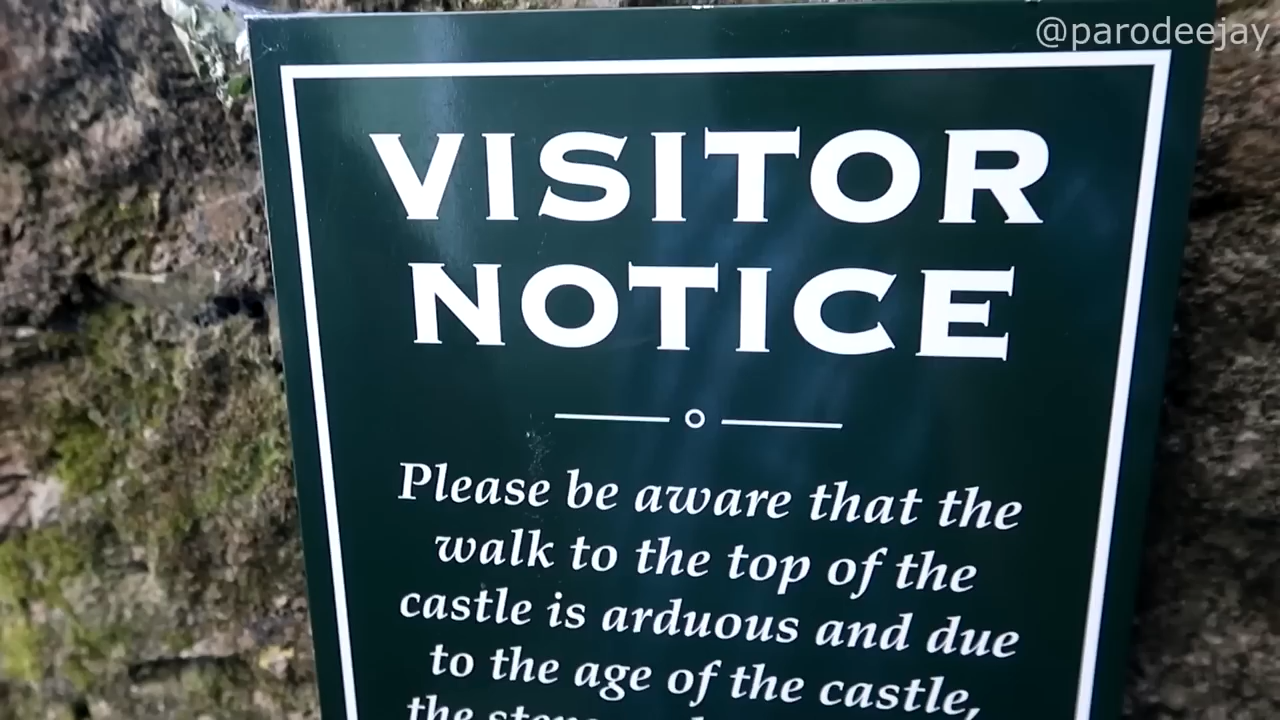 @parodeejay
VISITOR
NOTICE
Please be aware that the
walk to the top of the
castle is arduous and due
to the age of the castle,
the